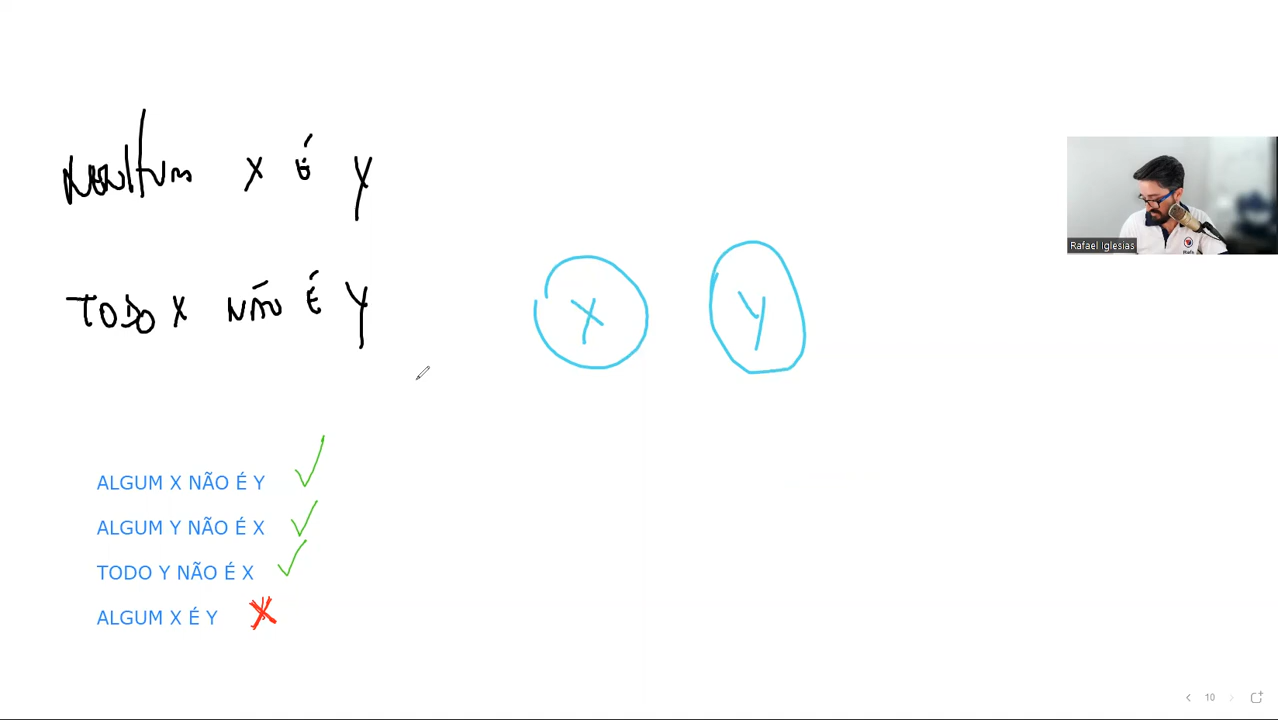 NENHUM X É Y
TODO X NÃO É Y
X
Y
Rafael Iglesias
ALGUM X NÃO É Y
ALGUM Y NÃO É X
TODO Y NÃO É X
ALGUM X É Y
10